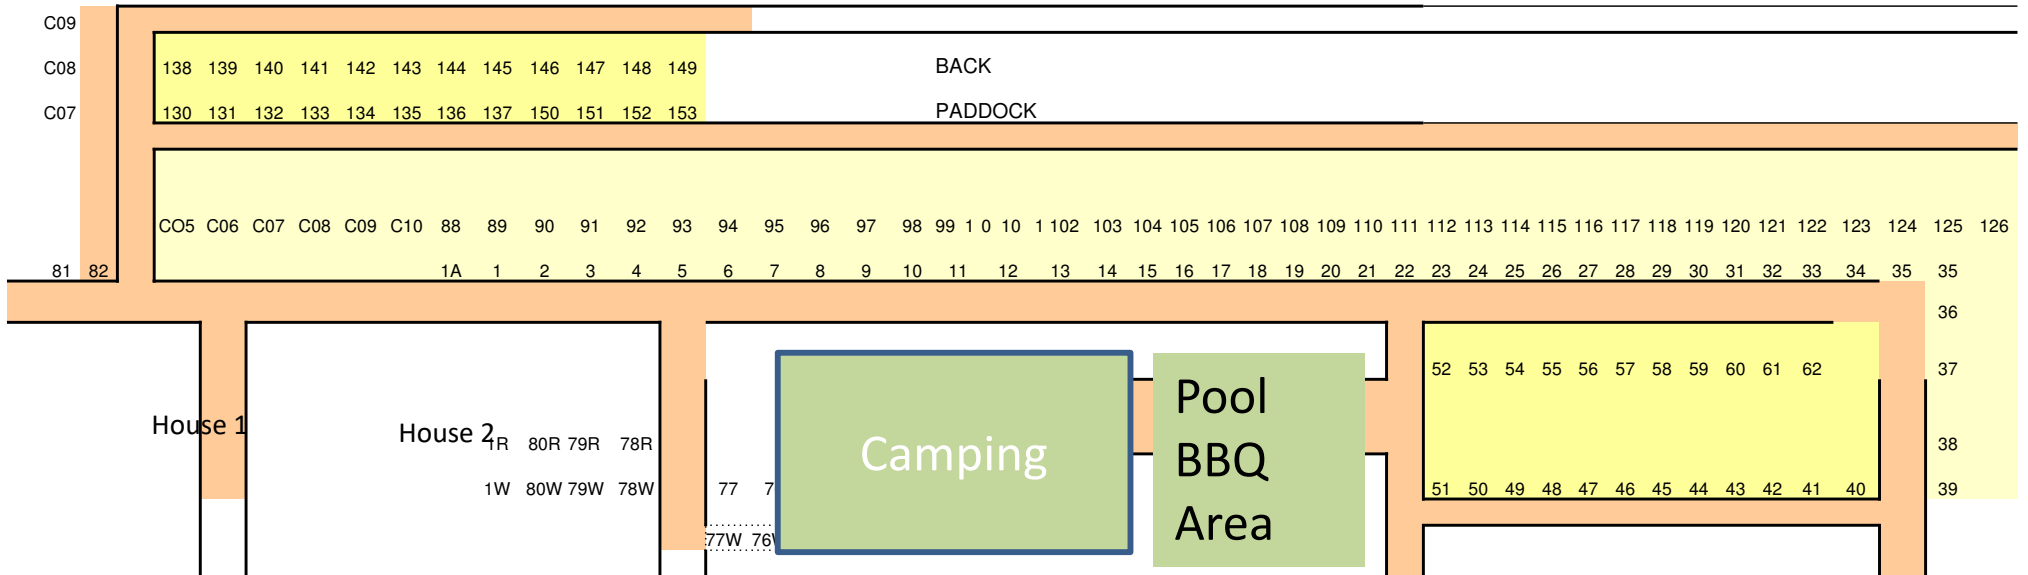 C09
C08 138 139 140 141 142 143 144 145 146 147 148 149 BACK
C07 130 131 132 133 134 135 136 137 150 151 152 153 PADDOCK
CO5 C06 C07 C08 C09 C10 88 89 90 91 92 93 94 95 96 97 98 99 1 0 10 1 102 103 104 105 106 107 108 109 110 111 112 113 114 115 116 117 118 119 120 121 122 123 124 125 126
81 82 1A 1 2 3 4 5 6 7 8 9 10 11 12 13 14 15 16 17 18 19 20 21 22 23 24 25 26 27 28 29 30 31 32 33 34 35 35
36
52 53 54 55 56 57 58 59 60 61 62 37
House 1 House 2 1R 80R 79R 78R 38
1W 80W 79W 78W 77 7 51 50 49 48 47 46 45 44 43 42 41 40 39
77W 76
Camping
Pool
BBQ
Area